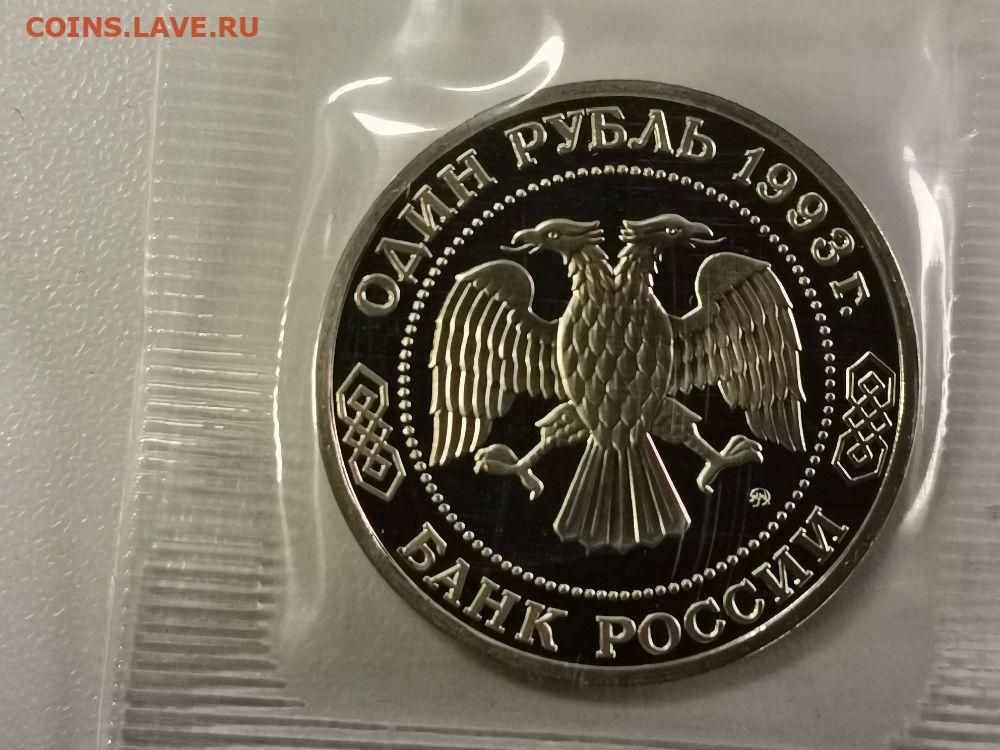 COINS.LAVE.RU
ОДИН РУБЛЬ 1993 г.
БАНК РОССИИ